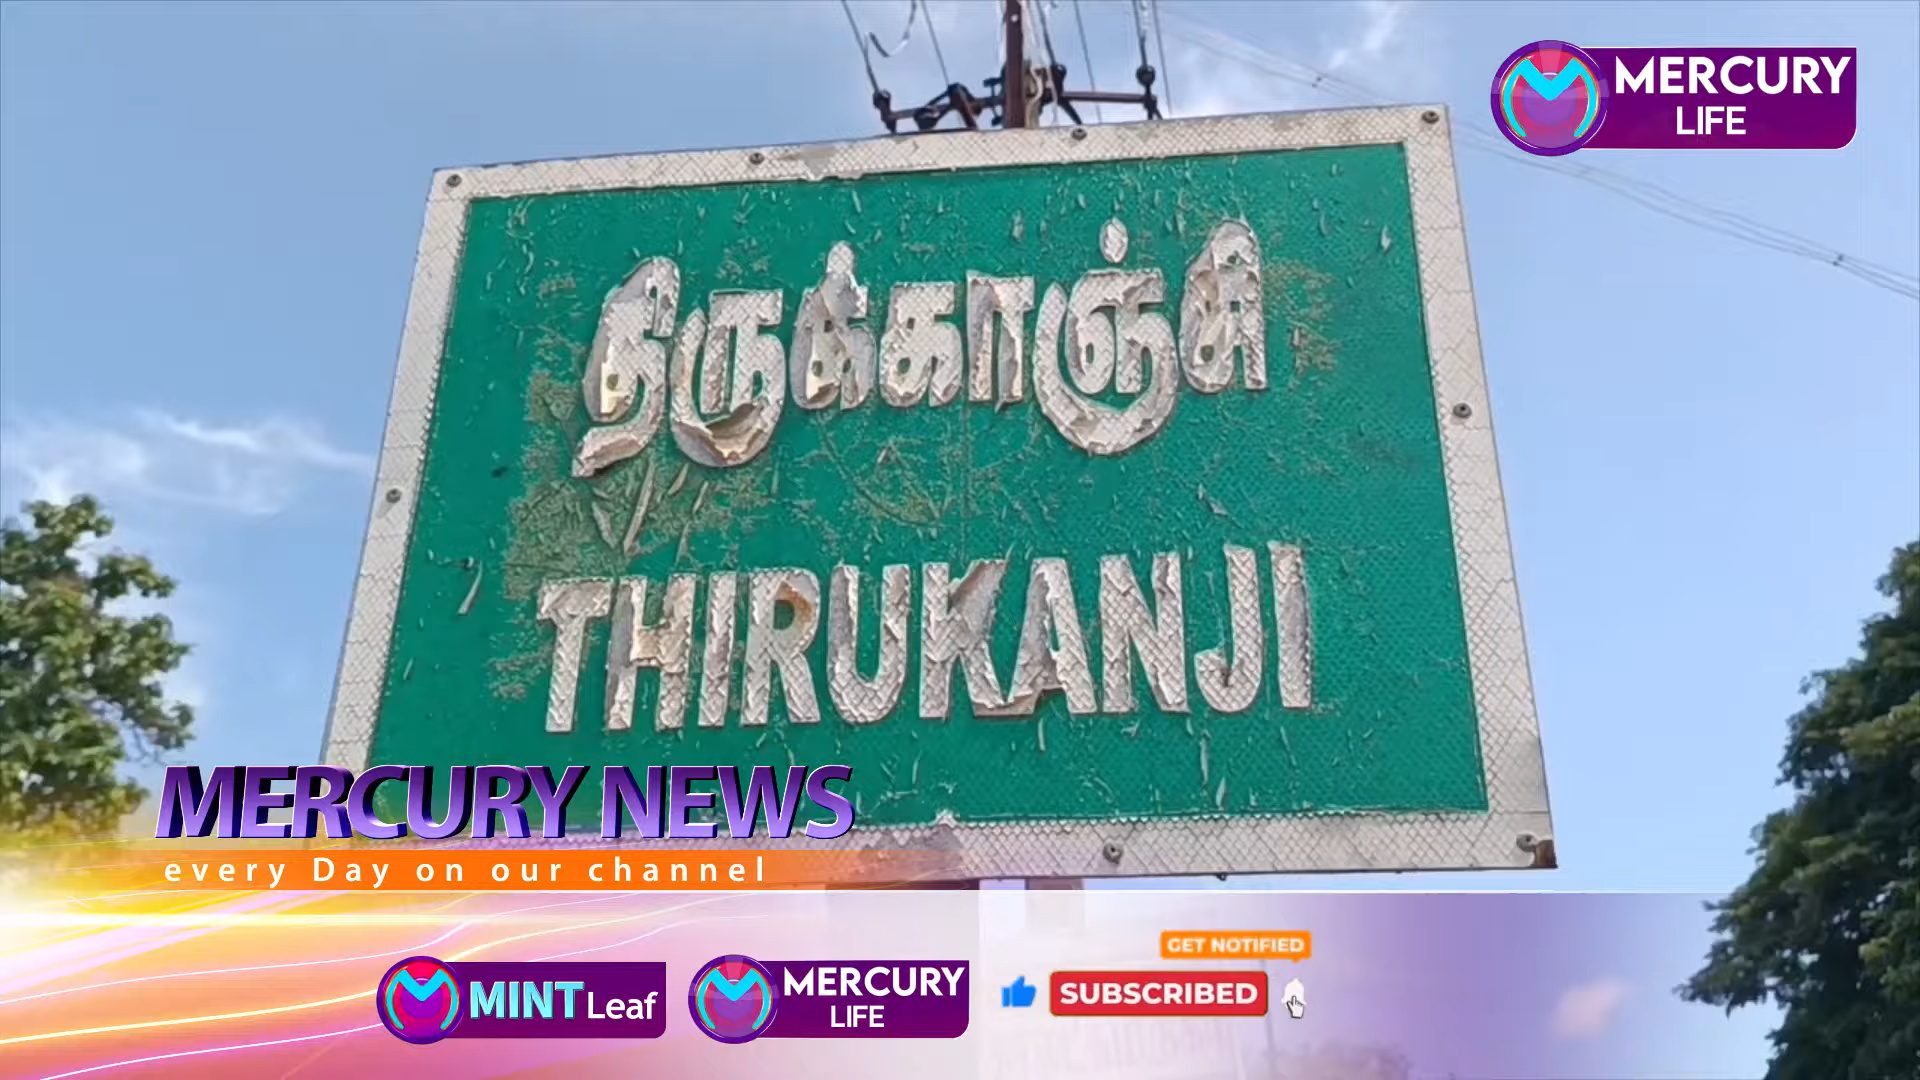 MERCURY
LIFE
திருக்காஞ்சி
THIRUKANJI
MERCURY NEWS
every Day on our channel
GET NOTIFIED
MINT Leaf
MERCURY
LIFE
SUBSCRIBED